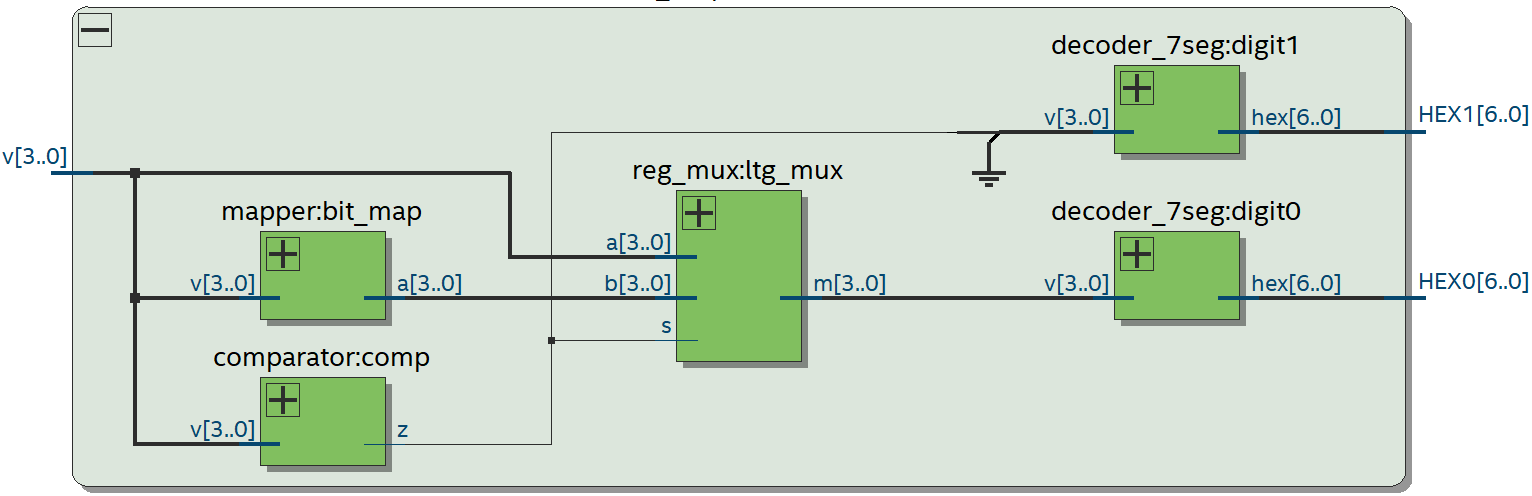 decoder_7seg:digit1
v[3..0]
hex[6..0]
HEX1[6..0]
v[3..0]
reg_mux:ltg_mux
mapper:bit_map
decoder_7seg:digit0
a[3..0]
v[3..0]
a[3..0]
b[3..0]
m[3..0]
v[3..0]
hex[6..0]
HEX0[6..0]
s
comparator:comp
v[3..0]
z